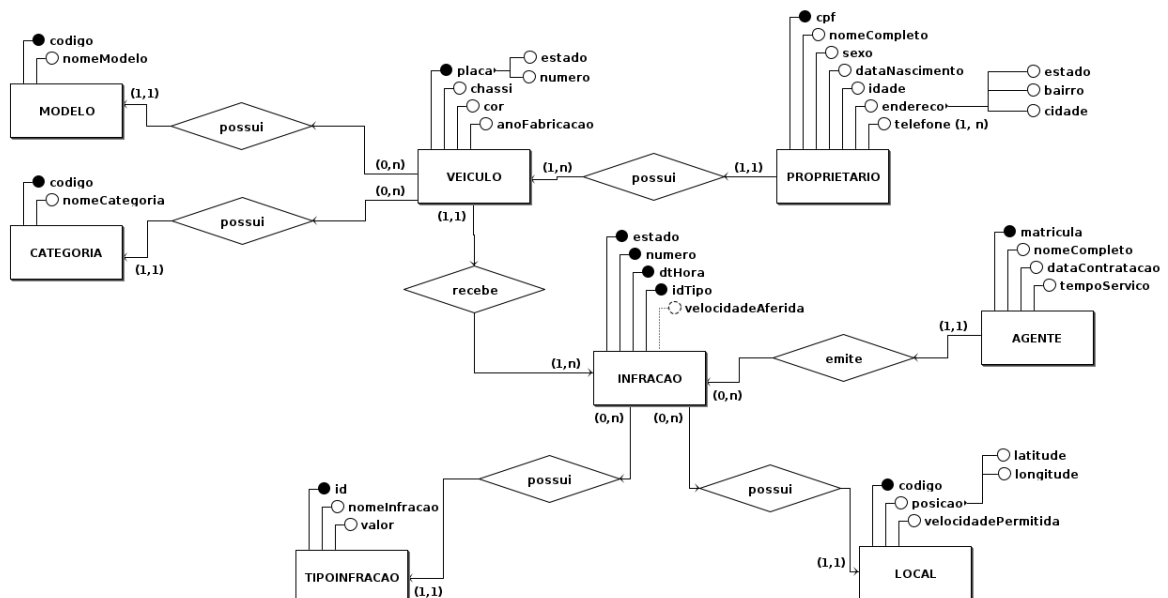 codigo
nomeModelo
MODELO
(1,1)
possui
(0,n)
codigo
nomeCategoria
CATEGORIA
(1,1)
possui
(0,n)
placa
estado
numero
chassi
cor
anoFabricacao
VEICULO
(1,1)
(1,n)
possui
(1,1)
cpf
nomeCompleto
sexo
dataNascimento
idade
endereco
estado
bairro
cidade
telefone (1, n)
PROPRIETARIO
recebe
(1,n)
estado
numero
dtHora
idTipo
velocidadeAferida
INFRACAO
(0,n)
(0,n)
(0,n)
emite
(1,1)
matricula
nomeCompleto
dataContratacao
tempoServico
AGENTE
possui
id
nomeInfracao
valor
TIPOINFRACAO
(1,1)
possui
codigo
posicao
latitude
longitude
velocidadePermitida
(1,1)
LOCAL